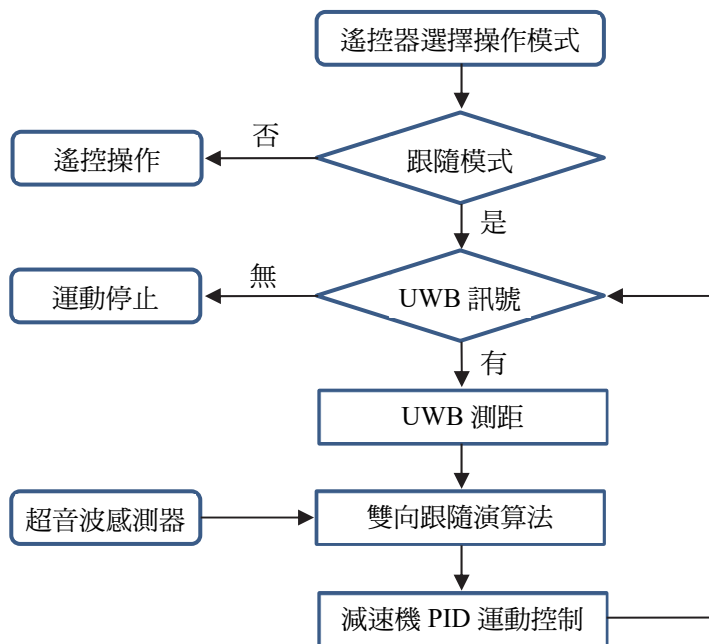 遙控器選擇操作模式
否
遙控操作
跟隨模式
是
無
運動停止
UWB 訊號
有
UWB 測距
超音波感測器
雙向跟隨演算法
減速機 PID 運動控制